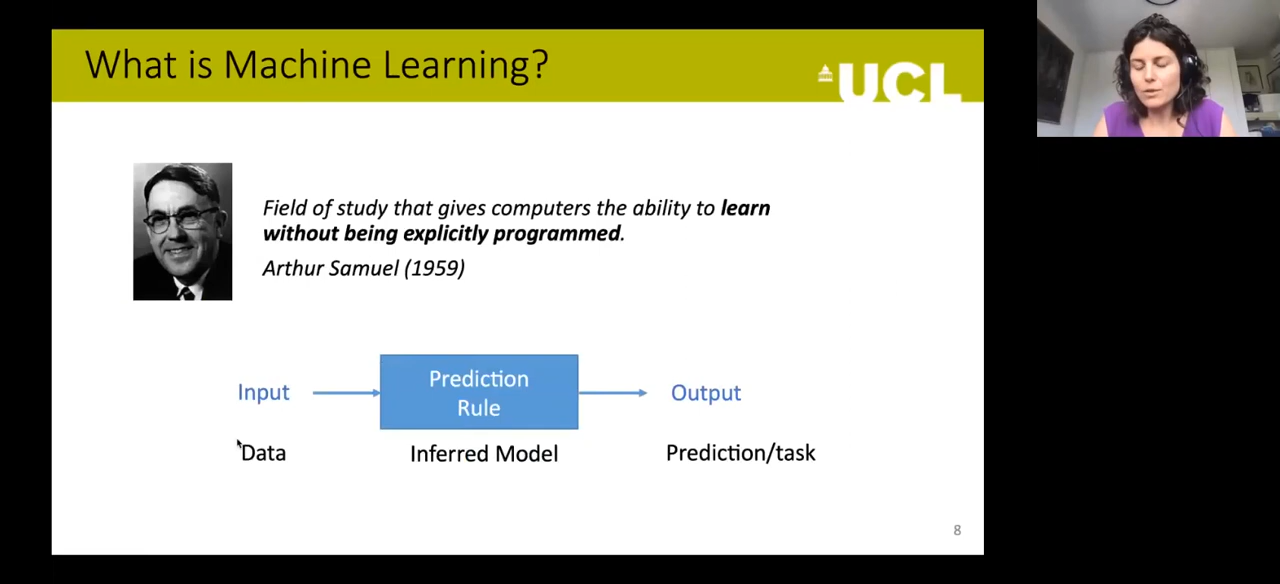 What is Machine Learning?
UCL
Field of study that gives computers the ability to learn
without being explicitly programmed.
Arthur Samuel (1959)
Input
Prediction
Rule
Output
Data
Inferred Model
Prediction/task
8